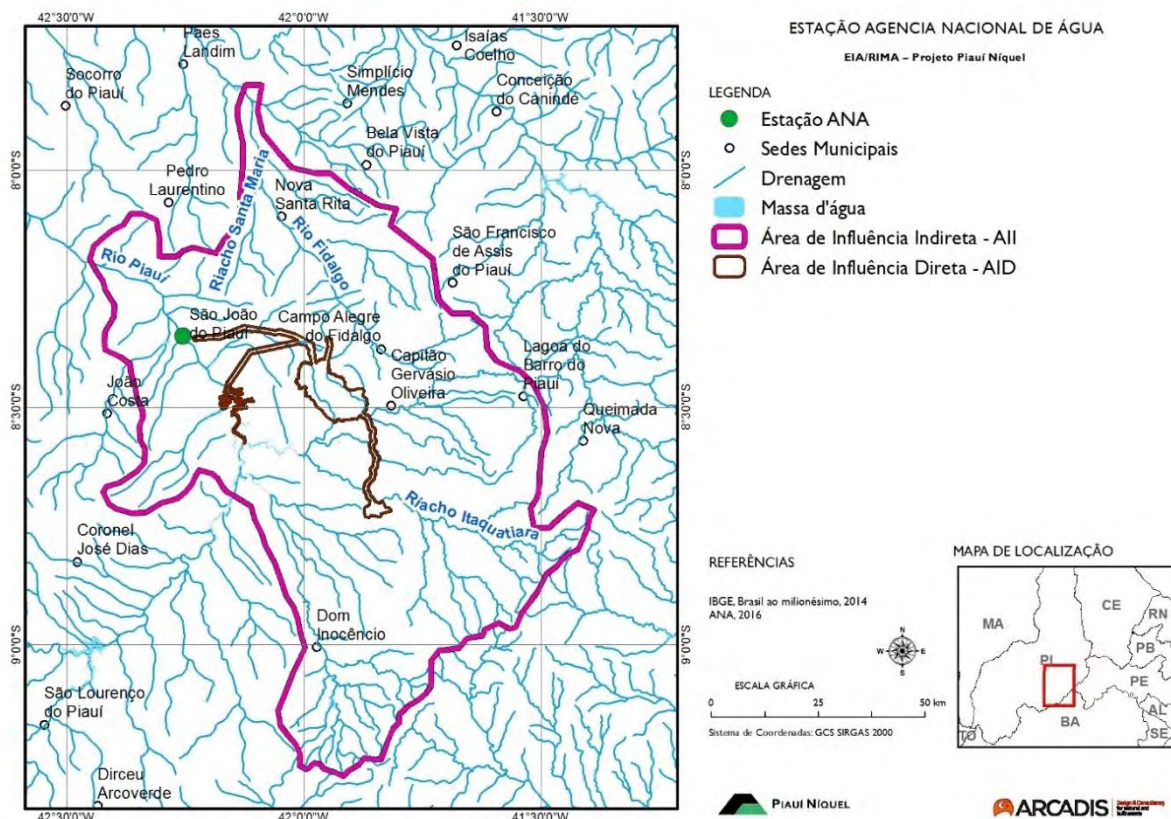 42°30'0"W
42°0'0"W
41°30'0"W
Paes
Landim
Isaías
Coelho
Socorro
do Piauí
Simplício
Mendes
Conceição
do Canindé
Bela Vista
do Piauí
8°0'0"S
8°0'0"S
Pedro
Laurentino
Riacho Santa Maria
Nova
Santa Rita
Rio Fidalgo
São Francisco
de Assis
do Piauí
Rio Piauí
São João
do Piauí
Campo Alegre
do Fidalgo
Capitão
Gervásio
Oliveira
Lagoa do
Barro do
Piauí
João
Costa
8°30'0"S
8°30'0"S
Queimada
Nova
Riacho Itaquatiara
Coronel
José Dias
Dom
Inocêncio
9°0'0"S
9°0'0"S
São Lourenço
do Piauí
Dirceu
Arcoverde
42°30'0"W
42°0'0"W
41°30'0"W
ESTAÇÃO AGENCIA NACIONAL DE ÁGUA
EIA/RIMA – Projeto Piauí Níquel
LEGENDA
Estação ANA
Sedes Municipais
Drenagem
Massa d'água
Área de Influência Indireta - AII
Área de Influência Direta - AID
REFERÊNCIAS
IBGE, Brasil ao milionésimo, 2014
ANA, 2016
N
W E
S
ESCALA GRÁFICA
0 25 50 km
Sistema de Coordenadas: GCS SIRGAS 2000
MAPA DE LOCALIZAÇÃO
MA
CE
RN
PB
PI
PE
AL
SE
BA
TO
PIAUÍ NÍQUEL
ARCADIS
Design & Consultancy
for natural and
built assets